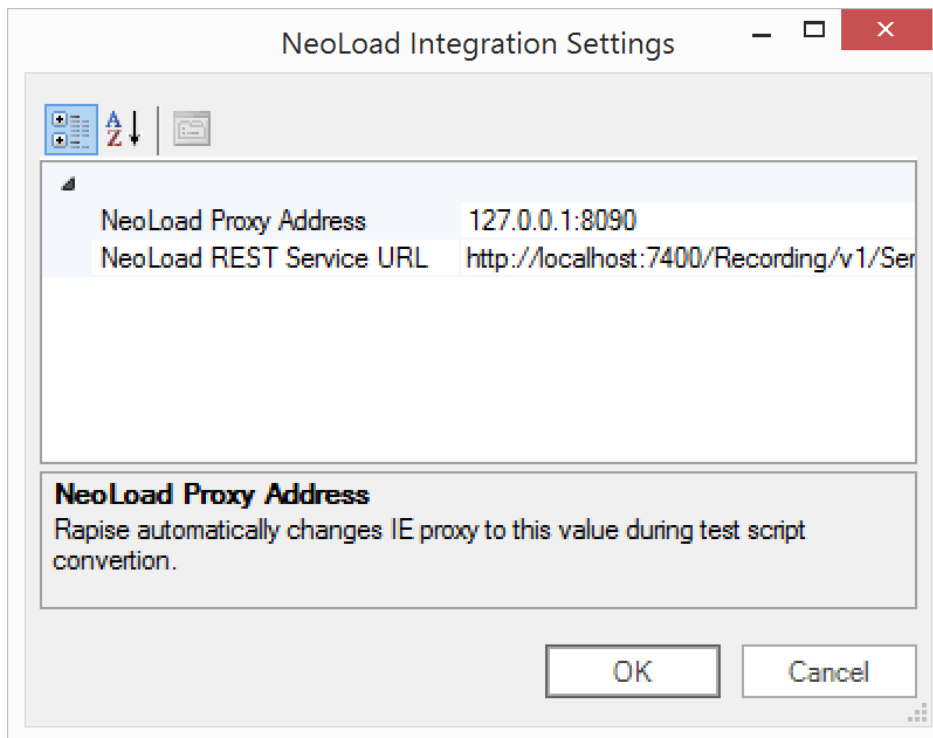 NeoLoad Integration Settings
A
Z
NeoLoad Proxy Address 127.0.0.1:8090
NeoLoad REST Service URL http://localhost:7400/Recording/v1/Ser
NeoLoad Proxy Address
Rapise automatically changes IE proxy to this value during test script
convertion.
OK Cancel